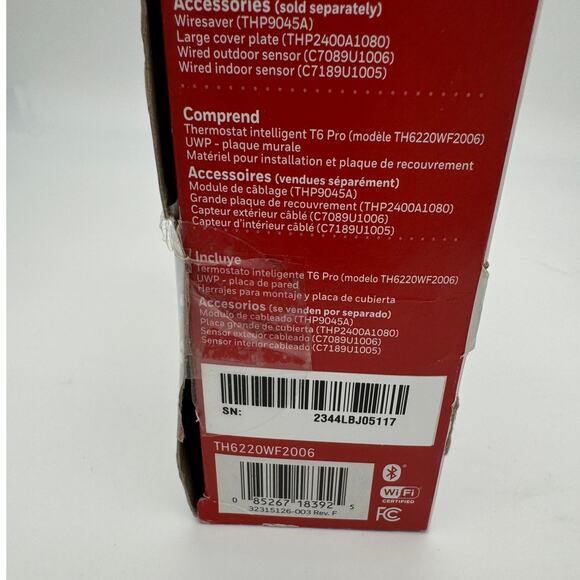 Accessories (sold separately)
Wiresaver (THP9045A)
Large cover plate (THP2400A1080)
Wired outdoor sensor (C7089U1006)
Wired indoor sensor (C7189U1005)
Comprend
Thermostat intelligent T6 Pro (modèle TH6220WF2006)
UWP - plaque murale
Matériel pour installation et plaque de recouvrement
Accessoires (vendues séparément)
Module de câblage (THP9045A)
Grande plaque de recouvrement (THP2400A1080)
Capteur extérieur câblé (C7089U1006)
Capteur d'intérieur câblé (C7189U1005)
Incluye
Termostato inteligente T6 Pro (modelo TH6220WF2006)
UWP - placa de pared
Herrajes para montaje y placa de cubierta
Accesorios (se venden por separado)
Modulo de cableado (THP9045A)
Placa grande de cubierta (THP2400A1080)
Sensor exterior cableado (C7089U1006)
Sensor interior cableado (C7189U1005)
SN: 2344LBJ05117
TH6220WF2006
0 85267 18392 5
32315126-003 Rev. F
Wi Fi
CERTIFIED
FC